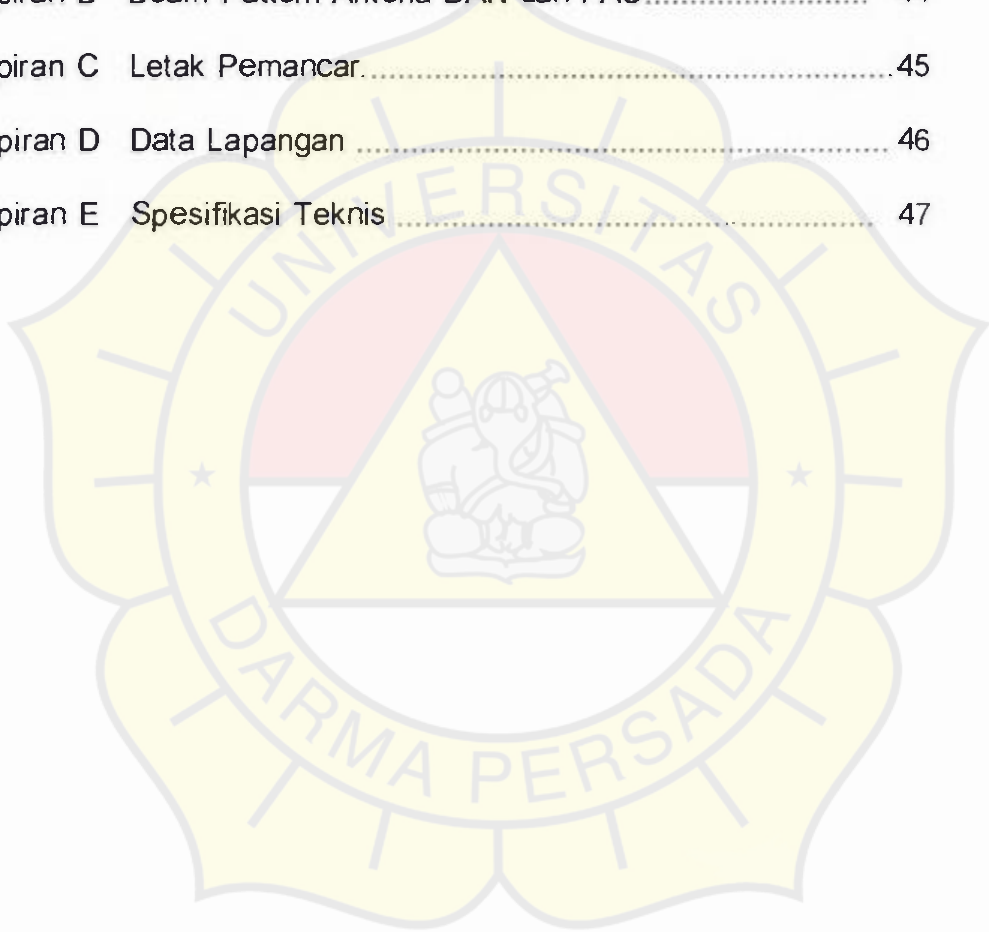 piran C Letak Pemancar. 45
piran D Data Lapangan 46
piran E Spesifikasi Teknis 47
UNIVERSITAS
DARMA PERSADA